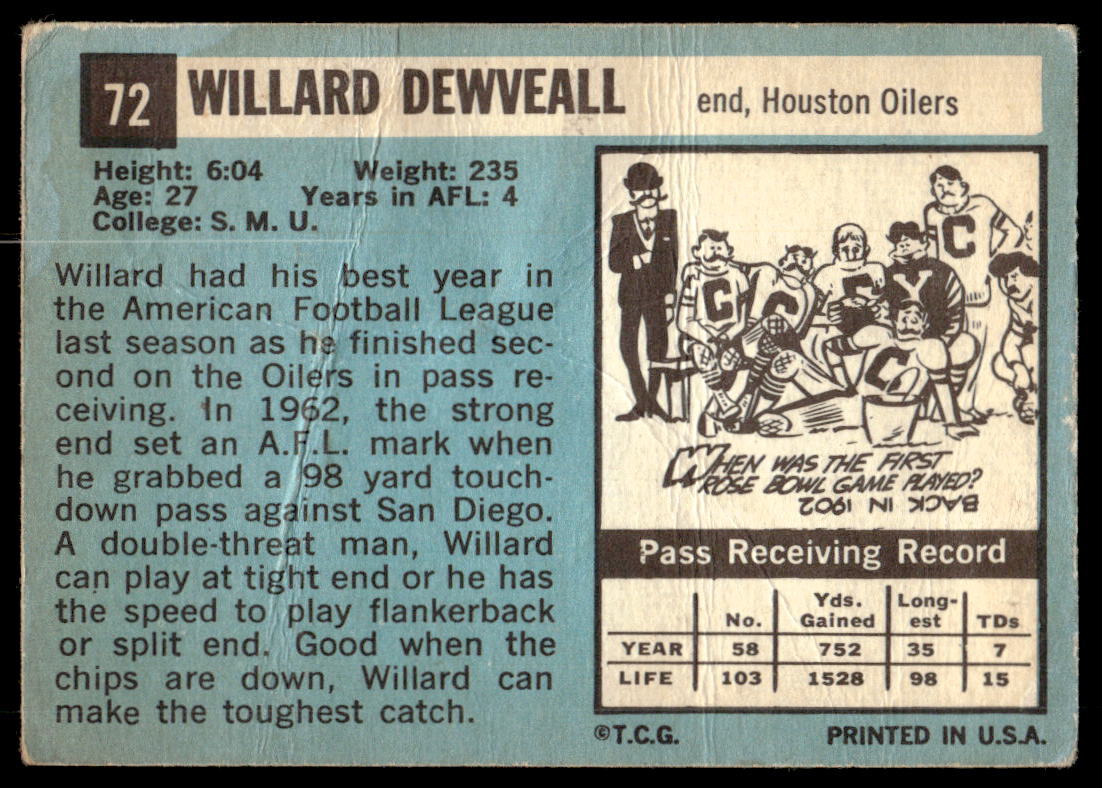 72 WILLARD DEWVEALL end, Houston Oilers
Height: 6:04 Weight: 235
Age: 27 Years in AFL: 4
College: S. M. U.
Willard had his best year in
the American Football League
last season as he finished sec-
ond on the Oilers in pass re-
ceiving. In 1962, the strong
end set an A.F.L. mark when
he grabbed a 98 yard touch-
down pass against San Diego.
A double-threat man, Willard
can play at tight end or he has
the speed to play flankerback
or split end. Good when the
chips are down, Willard can
make the toughest catch.
C
C
C
Y
C
C
WHEN WAS THE FIRST
ROSE BOWL GAME PLAYED?
BACK IN 1902
Pass Receiving Record
No. Yds. Gained Long-est TDs
YEAR 58 752 35 7
LIFE 103 1528 98 15
©T.C.G. PRINTED IN U.S.A.